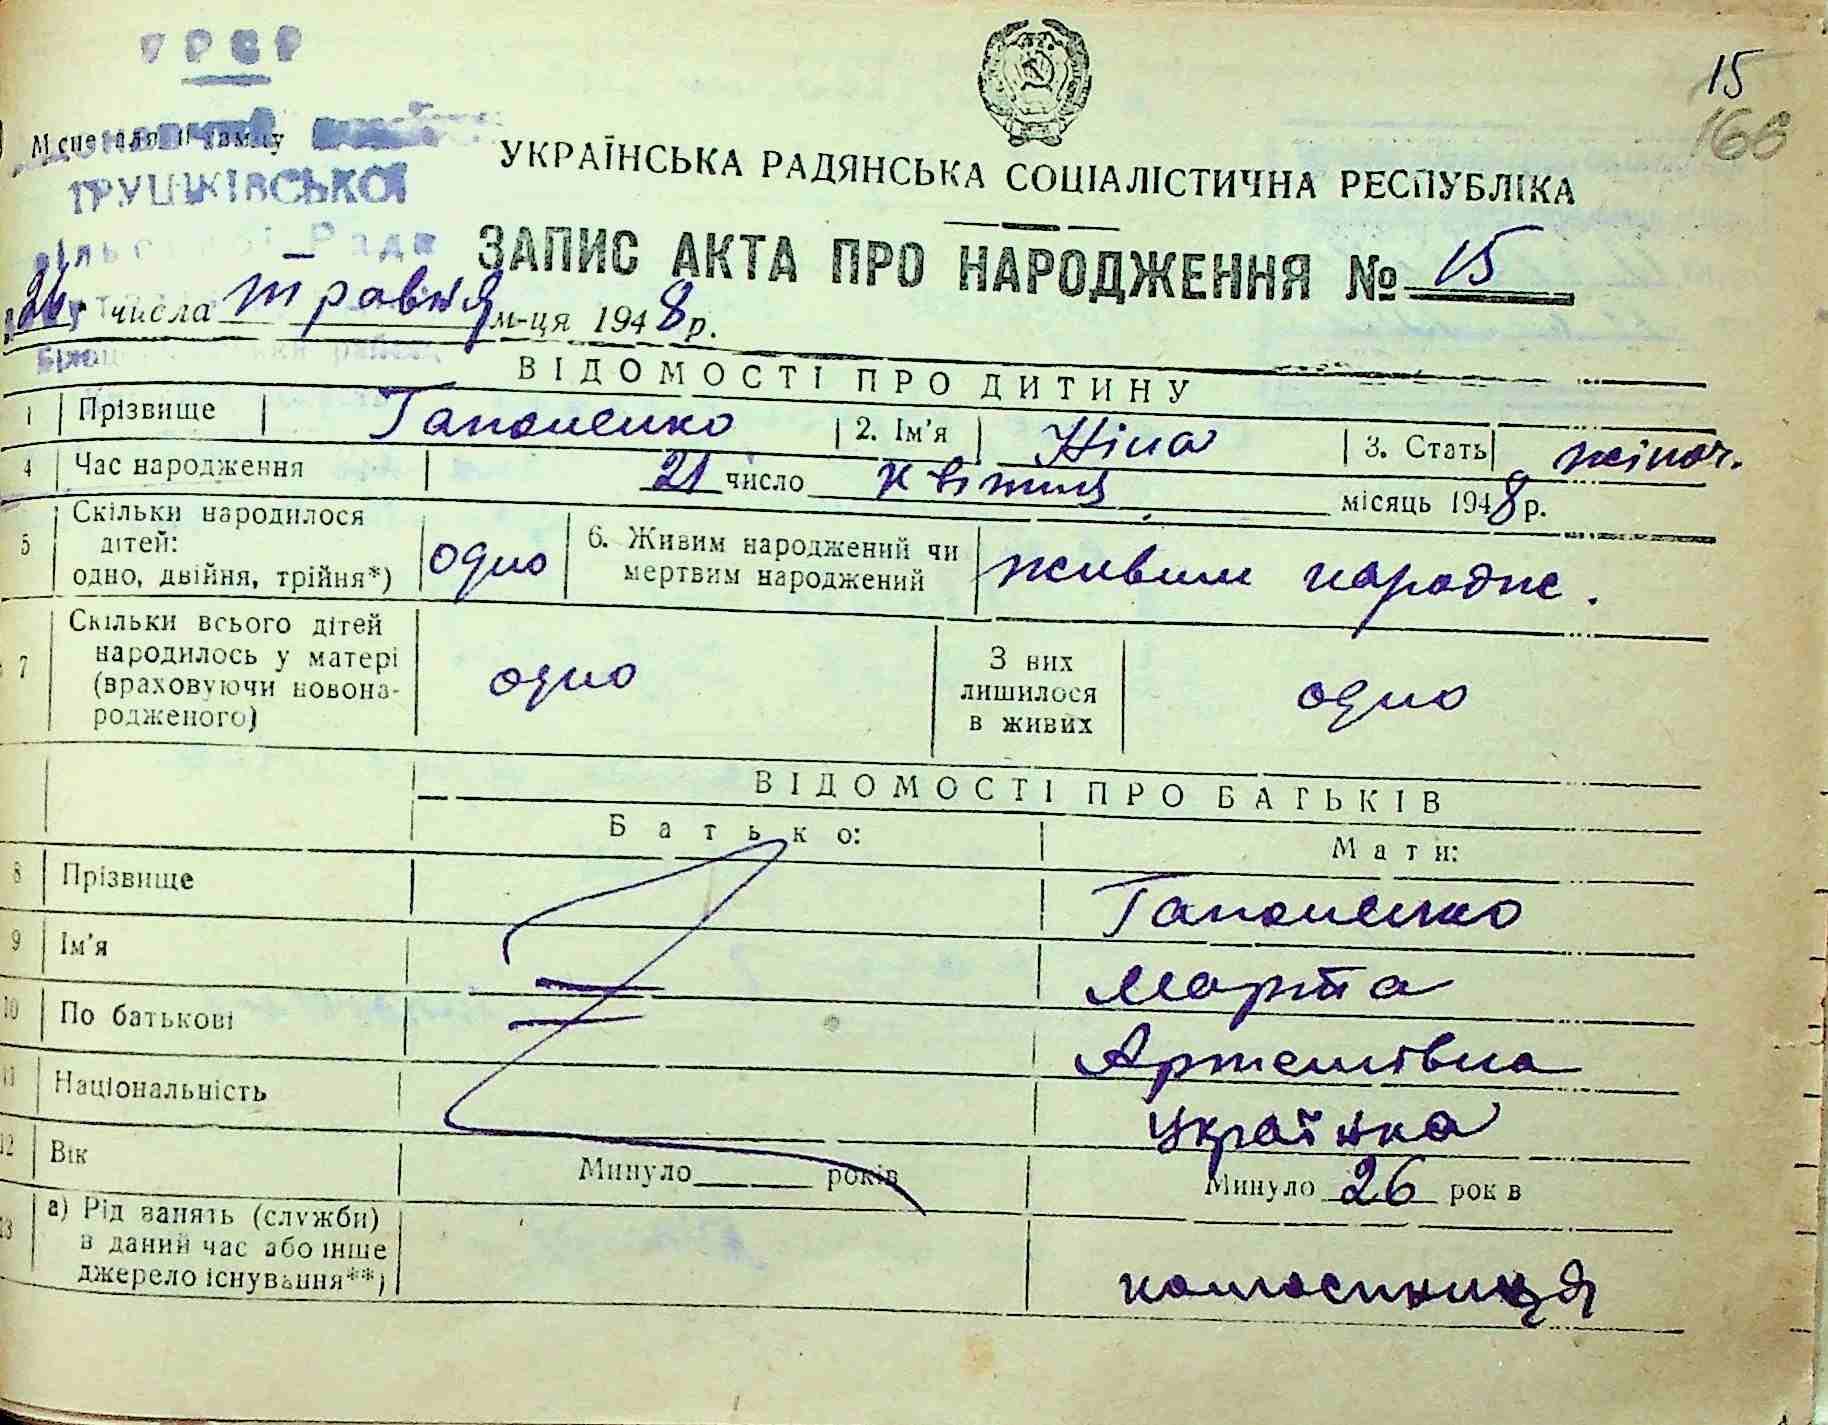 УРСР
15
168
Місце для штампу
УКРАЇНСЬКА РАДЯНСЬКА СОЦІАЛІСТИЧНА РЕСПУБЛІКА
ТРУШКІВСЬКОЇ
сільської Ради
ЗАПИС АКТА ПРО НАРОДЖЕННЯ № 15
26 числа травня м-ця 1948 р.
ВІДОМОСТІ ПРО ДИТИНУ
1 Прізвище Гапоненко 2. Ім'я Ніна 3. Стать жіноч.
4 Час народження 21 число квітня місяць 1948 р.
5 Скільки народилося дітей: одно, двійня, трійня*) одно 6. Живим народжений чи мертвим народжений живим народж.
7 Скільки всього дітей народилось у матері (враховуючи новонародженого) одно З них лишилося в живих одно
ВІДОМОСТІ ПРО БАТЬКІВ
Батько: Мати:
8 Прізвище Гапоненко
9 Ім'я Марта
10 По батькові Артемівна
11 Національність Українка
12 Вік Минуло років Минуло 26 років
13 а) Рід занять (служби) в даний час або інше джерело існування**) колгоспниця